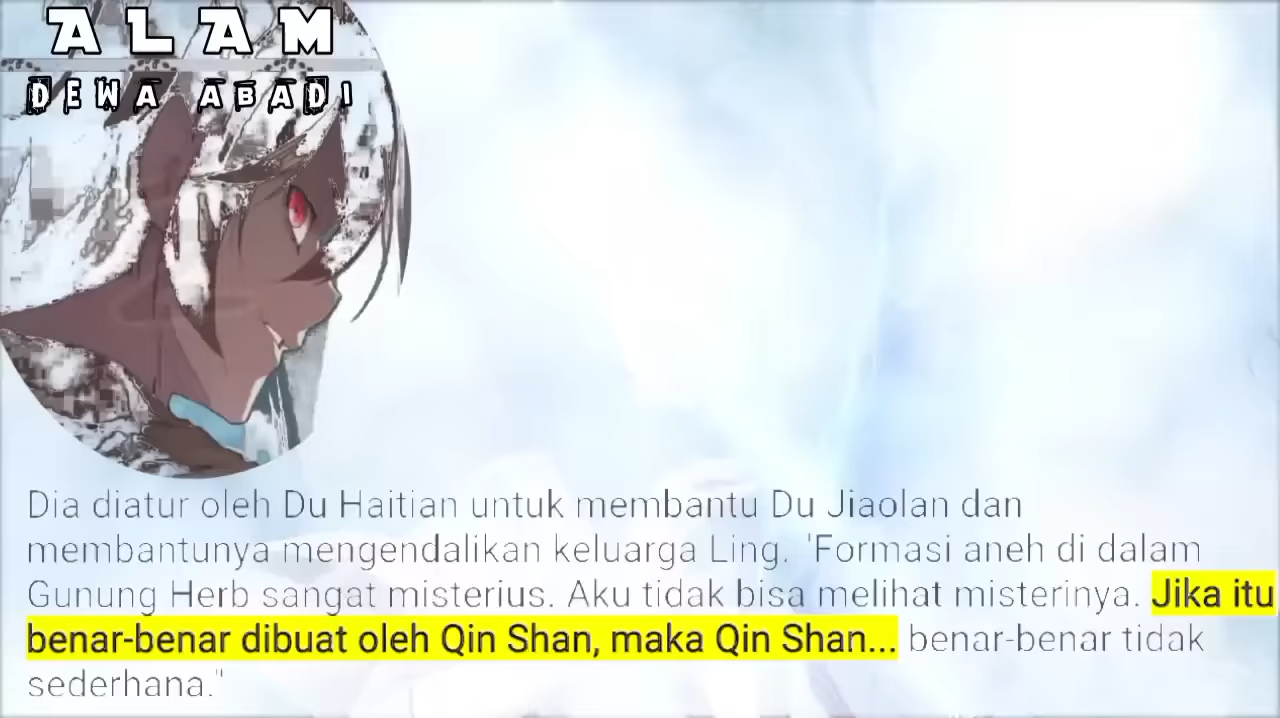 ALAM
DEWA ABADI
Dia diatur oleh Du Haitian untuk membantu Du Jiaolan dan
membantunya mengendalikan keluarga Ling. 'Formasi aneh di dalam
Gunung Herb sangat misterius. Aku tidak bisa melihat misterinya. Jika itu
benar-benar dibuat oleh Qin Shan, maka Qin Shan... benar-benar tidak
sederhana."